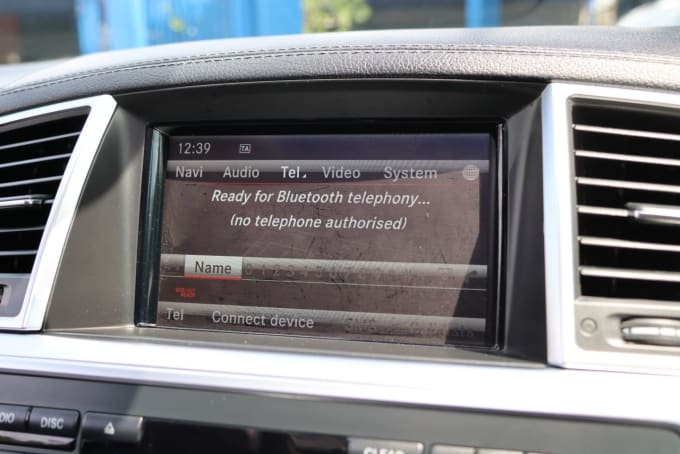 12:39 TA
Navi Audio Tel Video System
Ready for Bluetooth telephony...
(no telephone authorised)
Name
Tel Connect device
DISC
CLEAR